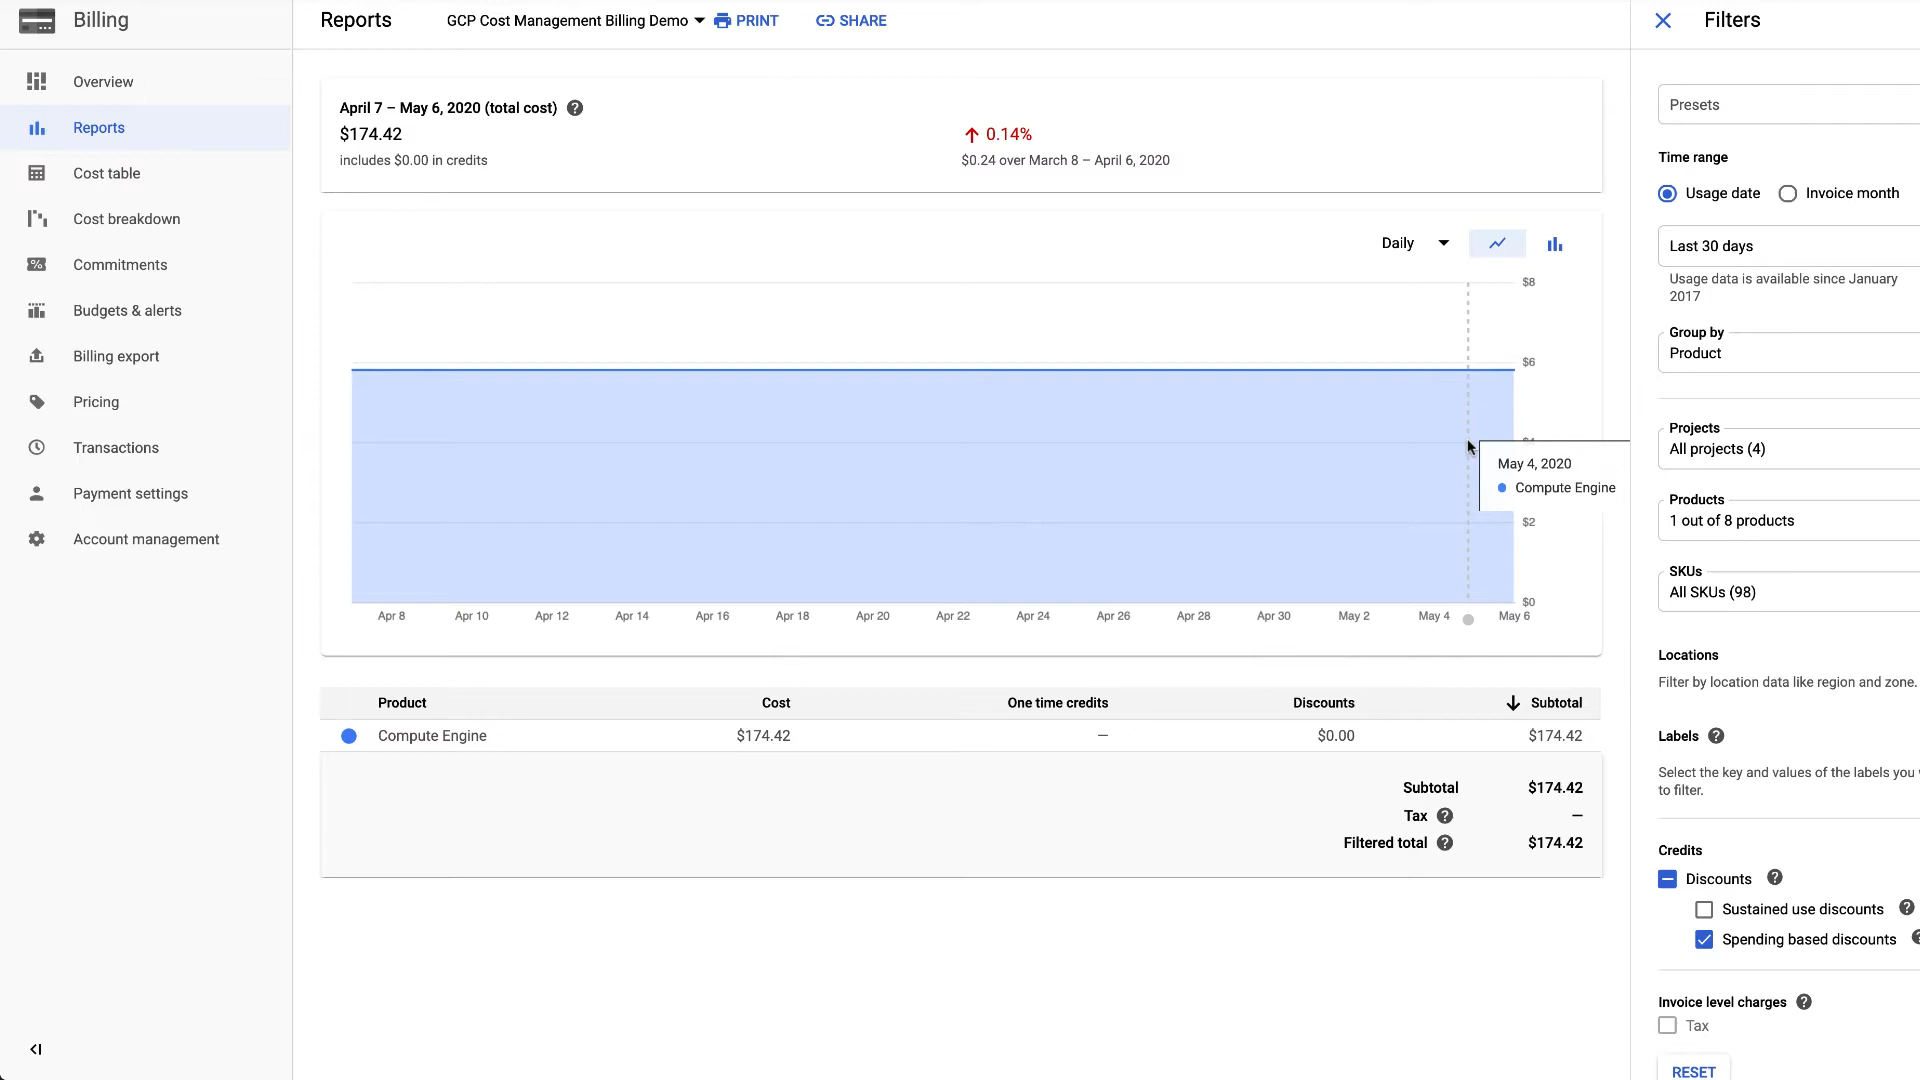 Billing
Reports
GCP Cost Management Billing Demo
PRINT
SHARE
Filters
Overview
Reports
Cost table
Cost breakdown
Commitments
Budgets & alerts
Billing export
Pricing
Transactions
Payment settings
Account management
April 7 – May 6, 2020 (total cost)
$174.42
includes $0.00 in credits
0.14%
$0.24 over March 8 – April 6, 2020
Daily
$8
$6
$2
$0
May 4, 2020
Compute Engine
Apr 8 Apr 10 Apr 12 Apr 14 Apr 16 Apr 18 Apr 20 Apr 22 Apr 24 Apr 26 Apr 28 Apr 30 May 2 May 4 May 6
Product Cost One time credits Discounts Subtotal
Compute Engine $174.42 — $0.00 $174.42
Subtotal $174.42
Tax —
Filtered total $174.42
Presets
Time range
Usage date Invoice month
Last 30 days
Usage data is available since January
2017
Group by
Product
Projects
All projects (4)
Products
1 out of 8 products
SKUs
All SKUs (98)
Locations
Filter by location data like region and zone.
Labels
Select the key and values of the labels you
to filter.
Credits
Discounts
Sustained use discounts
Spending based discounts
Invoice level charges
Tax
RESET